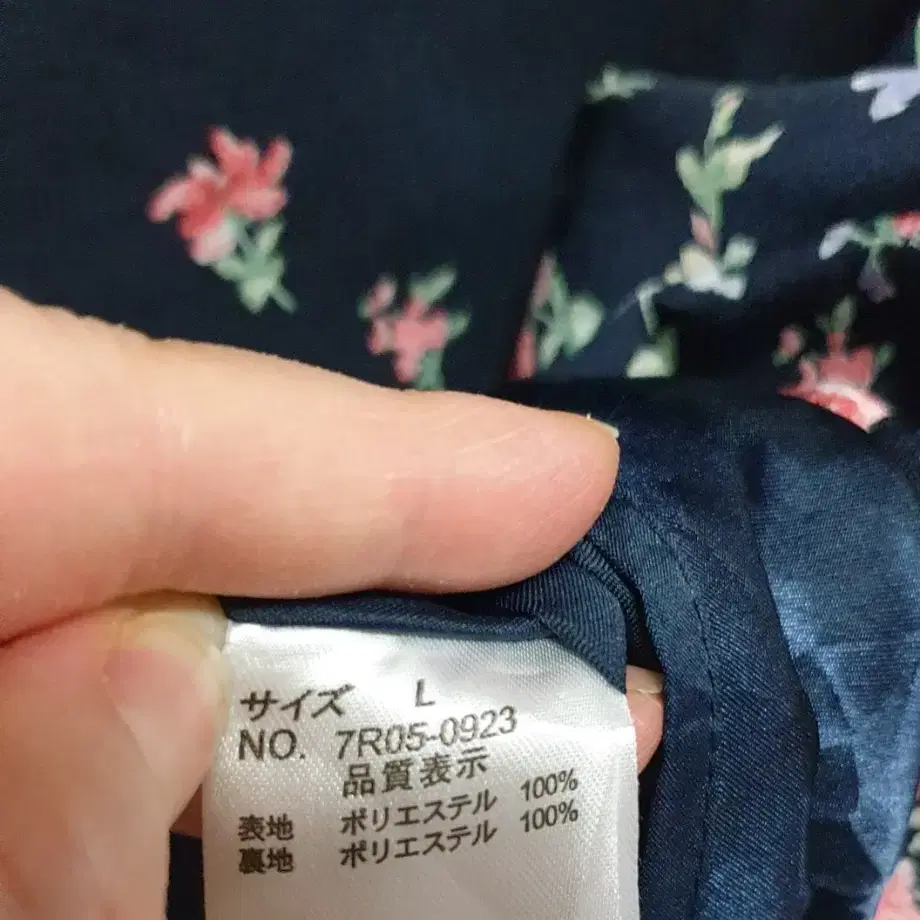 サイズ L
NO. 7R05-0923
品質表示
表地 ポリエステル 100%
裏地 ポリエステル 100%